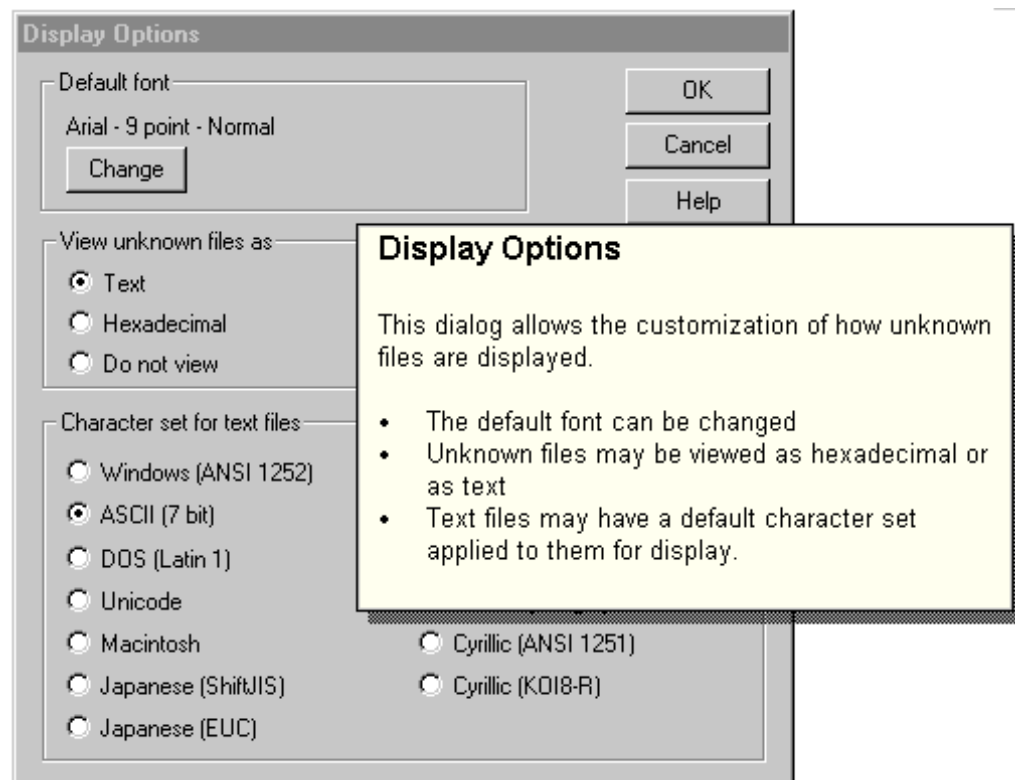 Display Options
Default font
Arial - 9 point - Normal
Change
OK
Cancel
Help
View unknown files as
Text
Hexadecimal
Do not view
Character set for text files
Windows (ANSI 1252)
ASCII (7 bit)
DOS (Latin 1)
Unicode
Macintosh
Japanese (ShiftJIS)
Japanese (EUC)
Cyrillic (ANSI 1251)
Cyrillic (KOI8-R)
Display Options
This dialog allows the customization of how unknown
files are displayed.
• The default font can be changed
• Unknown files may be viewed as hexadecimal or
as text
• Text files may have a default character set
applied to them for display.